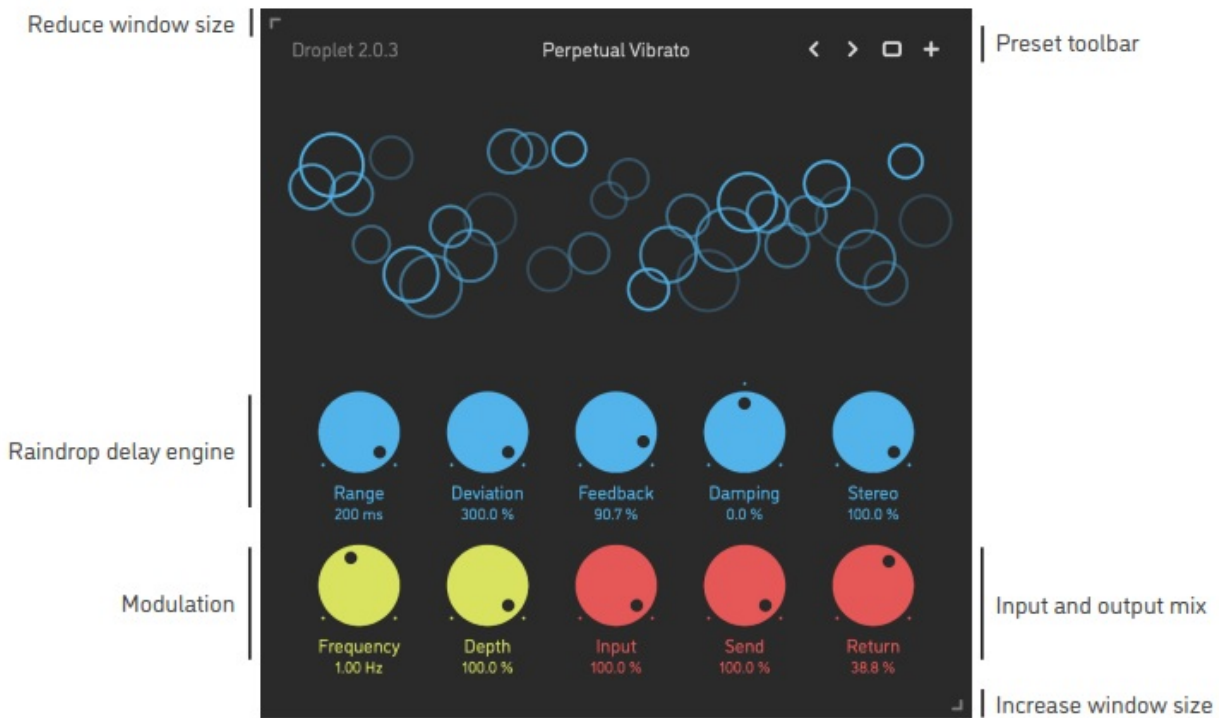 Reduce window size
Droplet 2.0.3
Perpetual Vibrato
Preset toolbar
Raindrop delay engine
Range
Deviation
Feedback
Damping
Stereo
200 ms
300.0 %
90.7 %
0.0 %
100.0 %
Modulation
Frequency
Depth
Input
Send
Return
1.00 Hz
100.0 %
100.0 %
100.0 %
38.8 %
Input and output mix
Increase window size